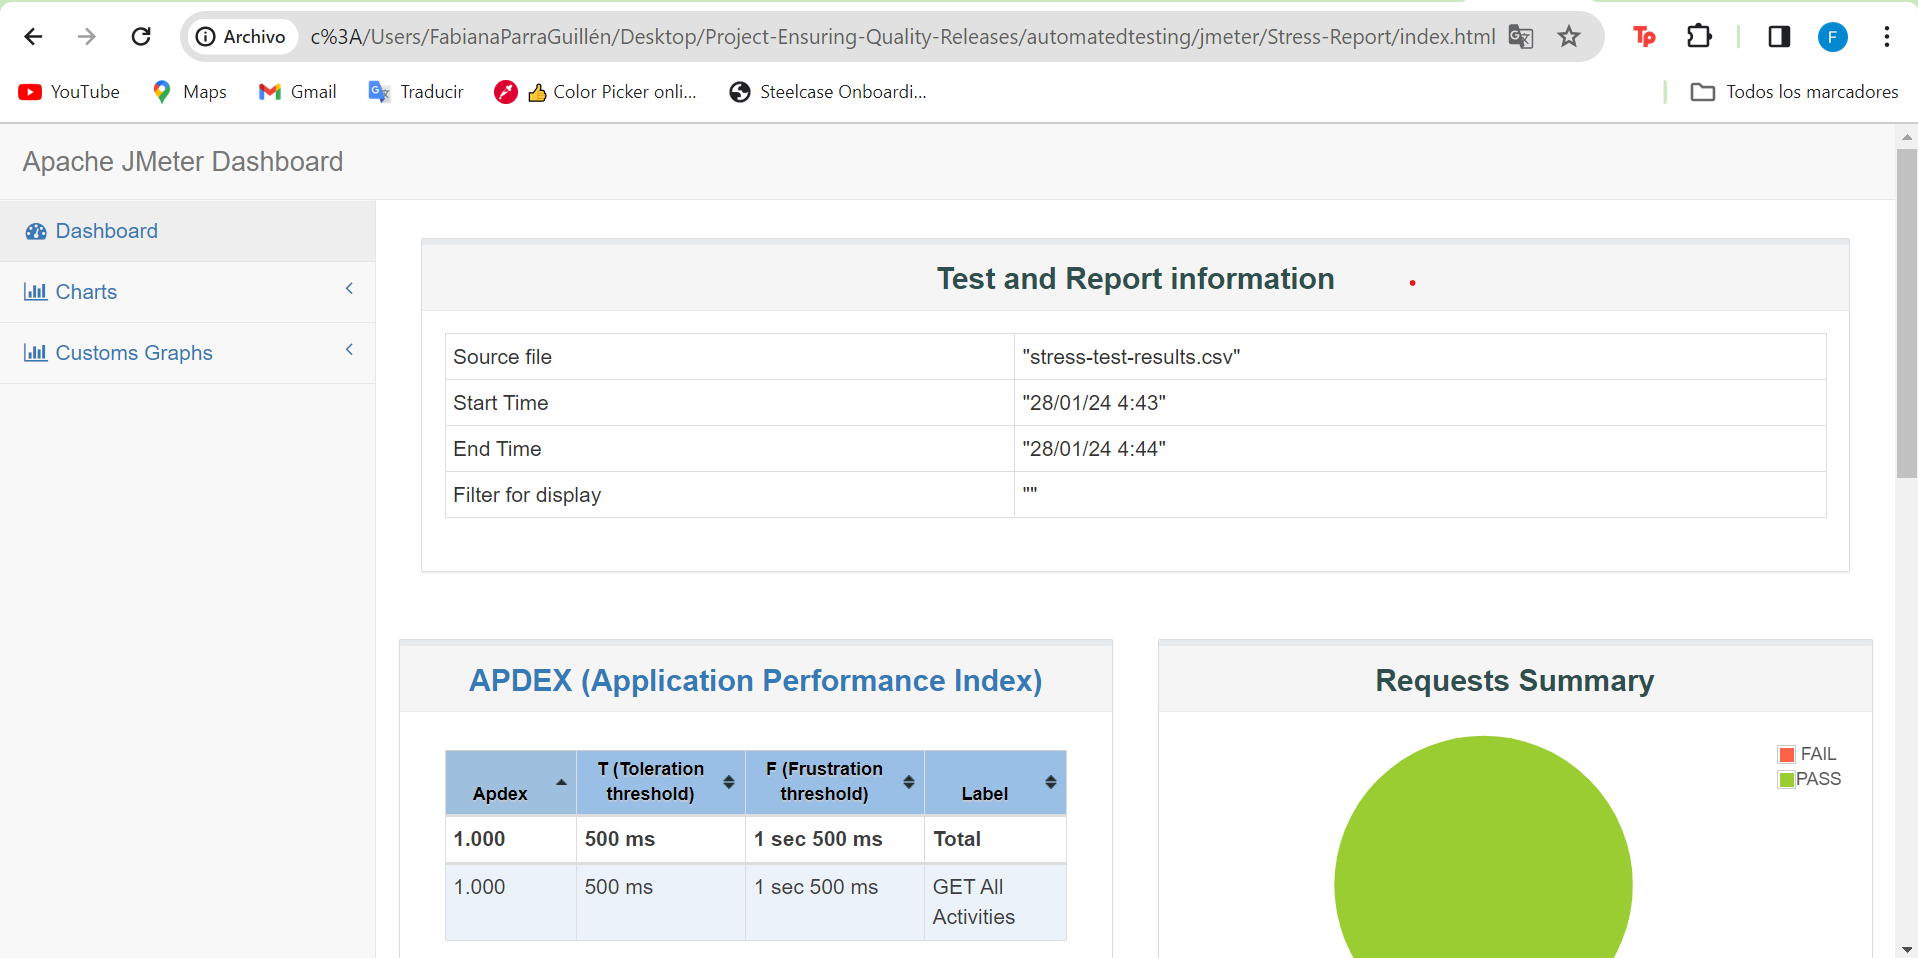 Archivo c%3A/Users/FabianaParraGuillén/Desktop/Project-Ensuring-Quality-Releases/automatedtesting/jmeter/Stress-Report/index.html Tp F
YouTube Maps Gmail Traducir 👍 Color Picker onli... Steelcase Onboardi... Todos los marcadores
Apache JMeter Dashboard
Dashboard
Charts
Customs Graphs
Test and Report information
Source file "stress-test-results.csv"
Start Time "28/01/24 4:43"
End Time "28/01/24 4:44"
Filter for display ""
APDEX (Application Performance Index)
Apdex T (Toleration threshold) F (Frustration threshold) Label
1.000 500 ms 1 sec 500 ms Total
1.000 500 ms 1 sec 500 ms GET All Activities
Requests Summary
FAIL
PASS